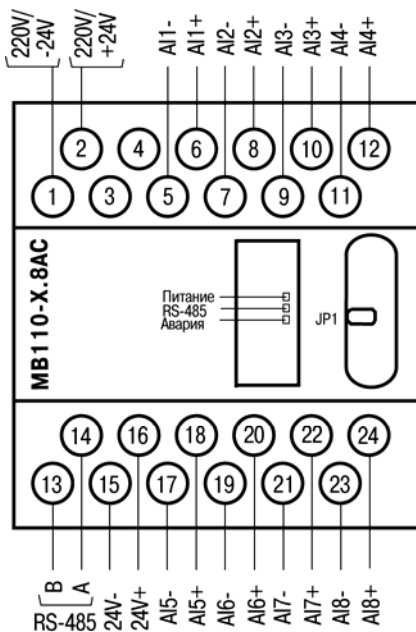 220V/
-24V
220V/
+24V
AI1-
AI1+
AI2-
AI2+
AI3-
AI3+
AI4-
AI4+
2
4
6
8
10
12
1
3
5
7
9
11
МВ110-Х.8АС
Питание
RS-485
Авария
JP1
14
16
18
20
22
24
13
15
17
19
21
23
B
A
RS-485
24V-
24V+
AI5-
AI5+
AI6-
AI6+
AI7-
AI7+
AI8-
AI8+